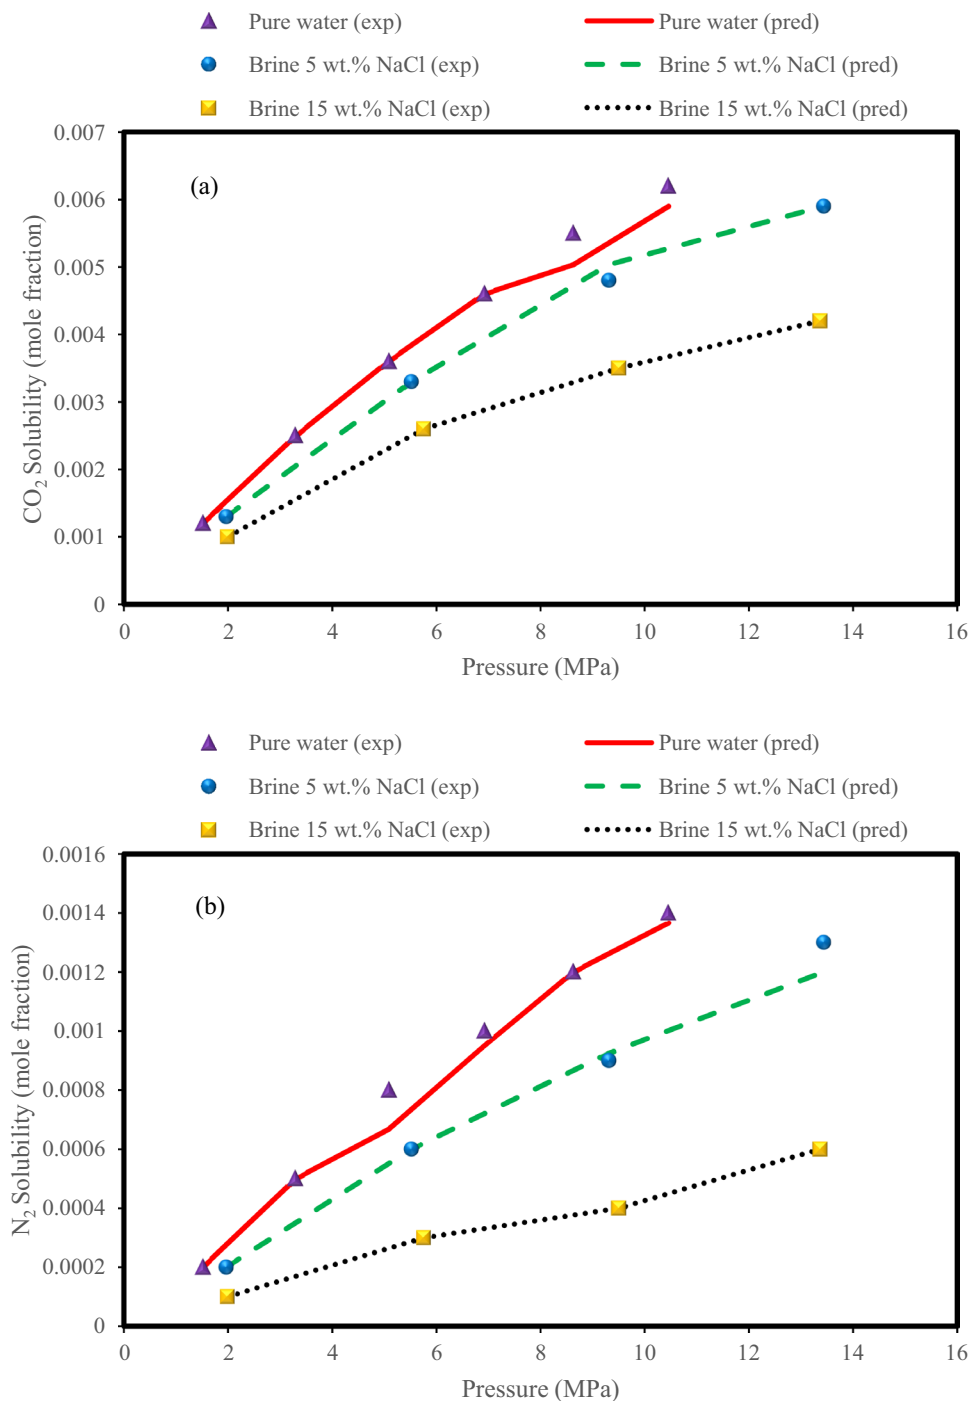 Pure water (exp) Pure water (pred)
Brine 5 wt.% NaCl (exp) Brine 5 wt.% NaCl (pred)
Brine 15 wt.% NaCl (exp) Brine 15 wt.% NaCl (pred)
0.007
(a)
0.006
0.005
0.004
0.003
0.002
0.001
0
CO₂ Solubility (mole fraction)
0 2 4 6 8 10 12 14 16
Pressure (MPa)
Pure water (exp) Pure water (pred)
Brine 5 wt.% NaCl (exp) Brine 5 wt.% NaCl (pred)
Brine 15 wt.% NaCl (exp) Brine 15 wt.% NaCl (pred)
0.0016
(b)
0.0014
0.0012
0.001
0.0008
0.0006
0.0004
0.0002
0
N₂ Solubility (mole fraction)
0 2 4 6 8 10 12 14 16
Pressure (MPa)